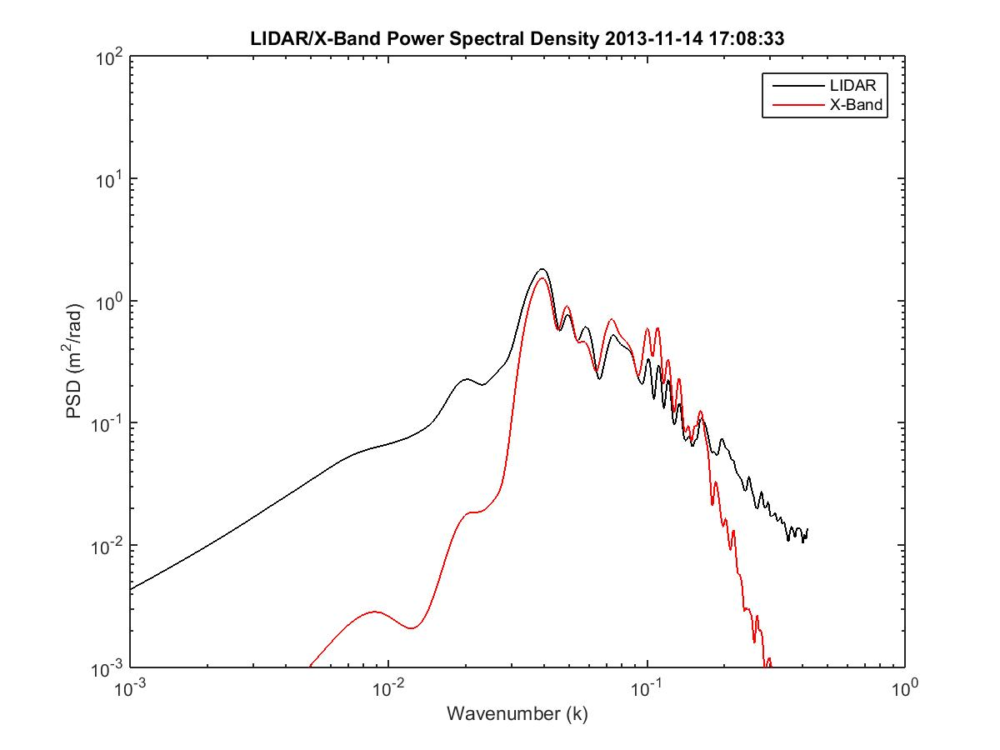 LIDAR/X-Band Power Spectral Density 2013-11-14 17:08:33
10^2
LIDAR
X-Band
10^1
10^0
PSD (m^2/rad)
10^-1
10^-2
10^-3
10^-3 10^-2 10^-1 10^0
Wavenumber (k)